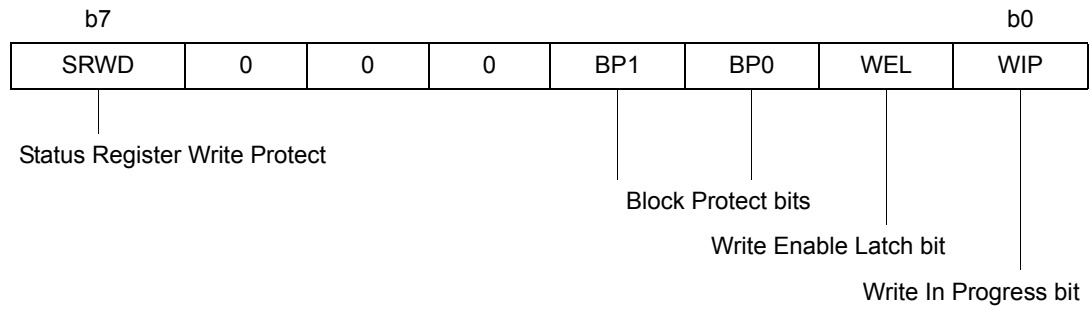 b7 b0
SRWD 0 0 0 BP1 BP0 WEL WIP
Status Register Write Protect
Block Protect bits
Write Enable Latch bit
Write In Progress bit